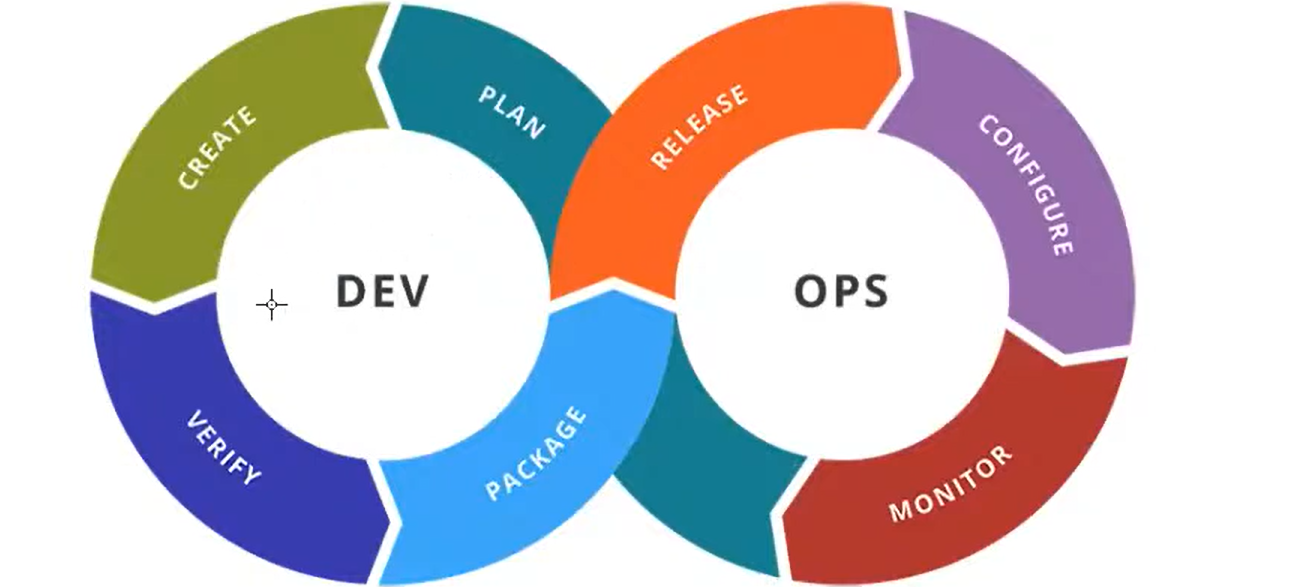 CREATE
PLAN
RELEASE
CONFIGURE
DEV
OPS
VERIFY
PACKAGE
MONITOR